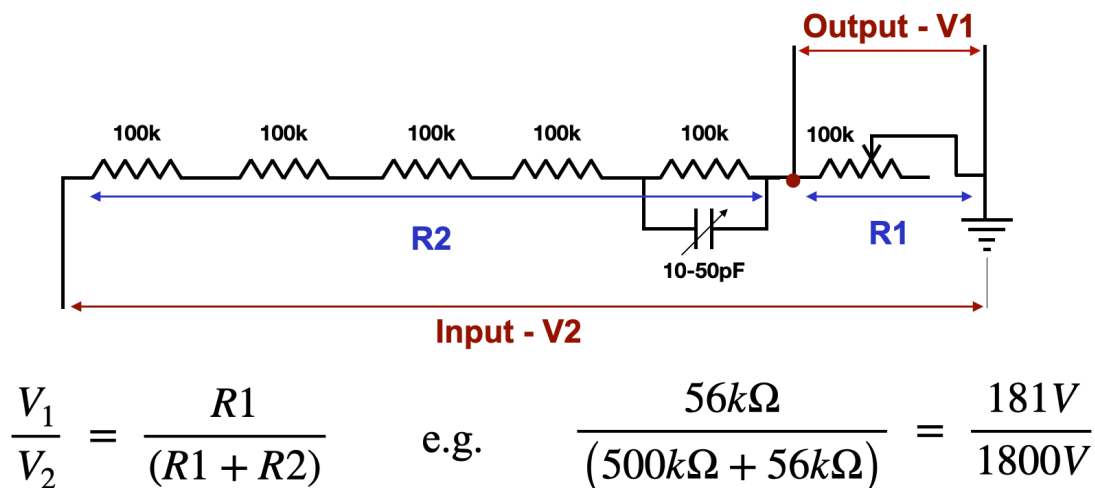 Output - V1
100k 100k 100k 100k 100k 100k
R2 R1
10-50pF
Input - V2
V₁/V₂ = R1/(R1 + R2) e.g. 56kΩ/(500kΩ + 56kΩ) = 181V/1800V